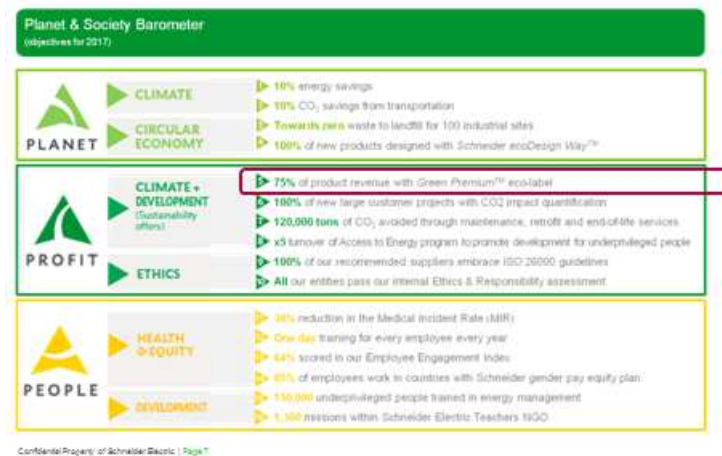 Planet & Society Barometer
(objectives for 2017)
PLANET
CLIMATE
10% energy savings
10% CO₂ savings from transportation
CIRCULAR
ECONOMY
Towards zero waste to landfill for 100 industrial sites
100% of new products designed with Schneider ecoDesign Way™
PROFIT
CLIMATE +
DEVELOPMENT
(Sustainability
offers)
75% of product revenue with Green Premium™ eco-label
100% of new large customer projects with CO2 impact quantification
120,000 tons of CO₂ avoided through maintenance, retrofit and end-of-life services
x5 turnover of Access to Energy program to promote development for underprivileged people
ETHICS
100% of our recommended suppliers embrace ISO 26000 guidelines
All our entities pass our internal Ethics & Responsibility assessment
PEOPLE
HEALTH
& EQUITY
30% reduction in the Medical Incident Rate (MIR)
One day training for every employee every year
64% scored in our Employee Engagement Index
85% of employees work in countries with Schneider gender pay equity plan
DEVELOPMENT
150,000 underprivileged people trained in energy management
1,300 missions within Schneider Electric Teachers NGO
Confidential Property of Schneider Electric | Page 7